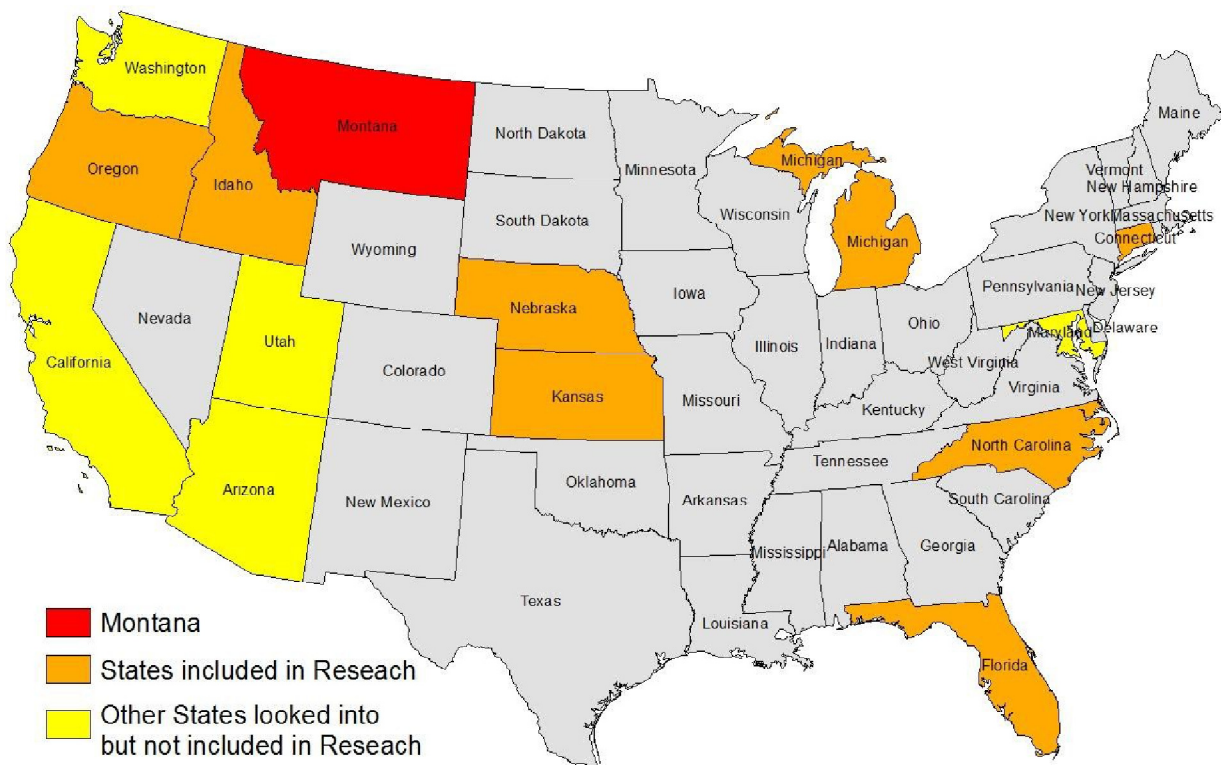 Washington
Montana
North Dakota
Minnesota
Maine
Oregon
Idaho
Michigan
Vermont
New Hampshire
South Dakota
Wisconsin
New York
Massachusetts
Wyoming
Michigan
Connecticut
Nebraska
Iowa
Pennsylvania
New Jersey
Nevada
Utah
Ohio
Maryland
Delaware
California
Colorado
Illinois
Indiana
West Virginia
Virginia
Kansas
Missouri
Kentucky
North Carolina
Tennessee
Arizona
New Mexico
Oklahoma
Arkansas
South Carolina
Mississippi
Alabama
Georgia
Texas
Louisiana
Florida
Montana
States included in Reseach
Other States looked into
but not included in Reseach